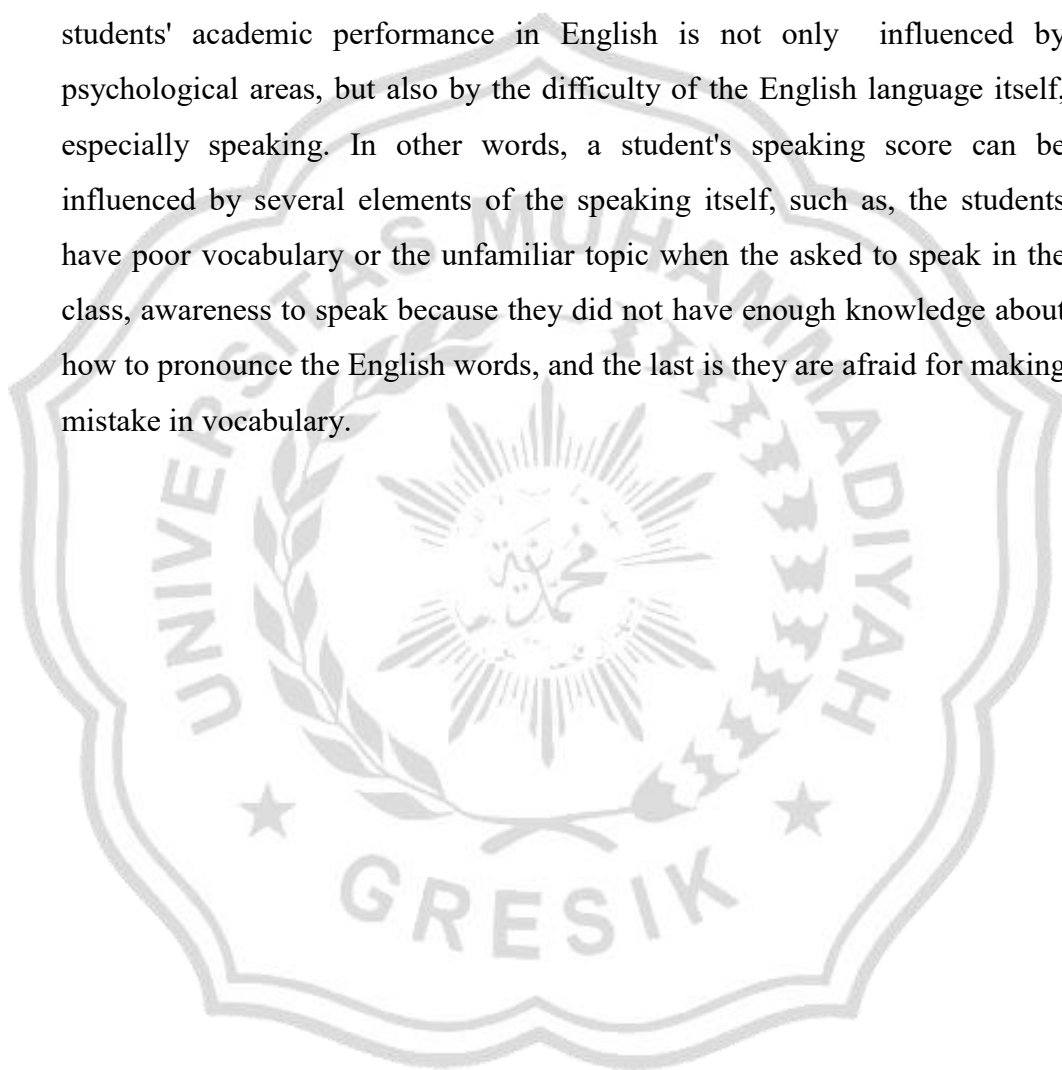 students' academic performance in English is not only influenced by
psychological areas, but also by the difficulty of the English language itself,
especially speaking. In other words, a student's speaking score can be
influenced by several elements of the speaking itself, such as, the students
have poor vocabulary or the unfamiliar topic when the asked to speak in the
class, awareness to speak because they did not have enough knowledge about
how to pronounce the English words, and the last is they are afraid for making
mistake in vocabulary.
UNIVERSITAS MUHAMMADIYAH
GRESIK